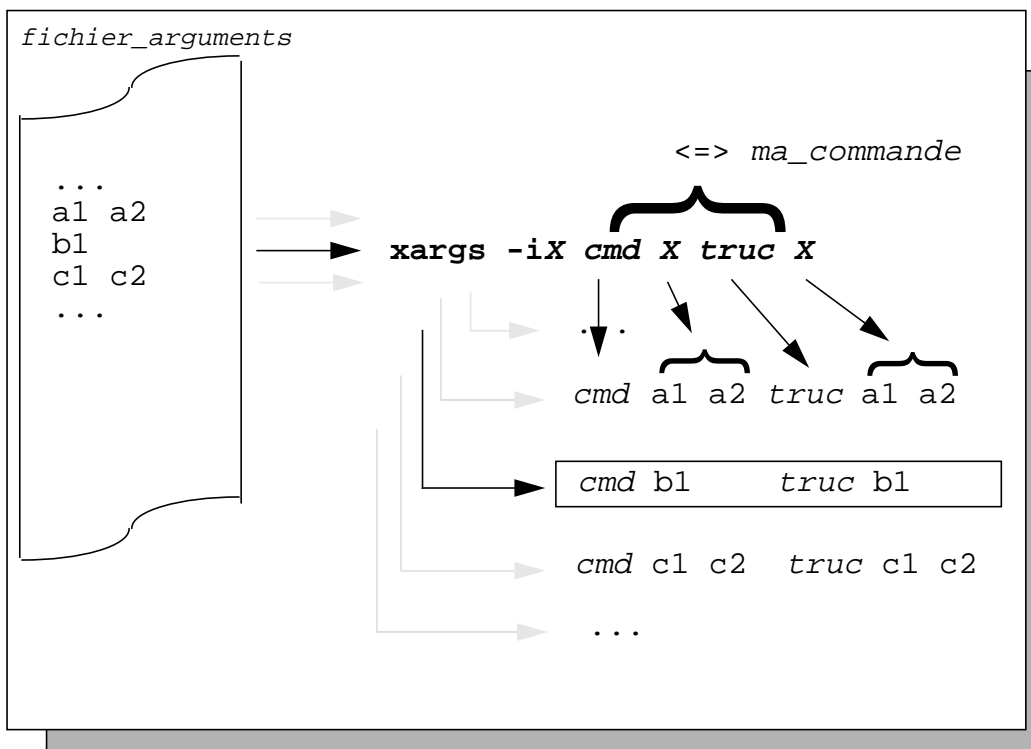 fichier_arguments
<=> ma_commande
...
a1 a2
b1
c1 c2
...
xargs -iX cmd X truc X
...
cmd a1 a2 truc a1 a2
cmd b1 truc b1
cmd c1 c2 truc c1 c2
...